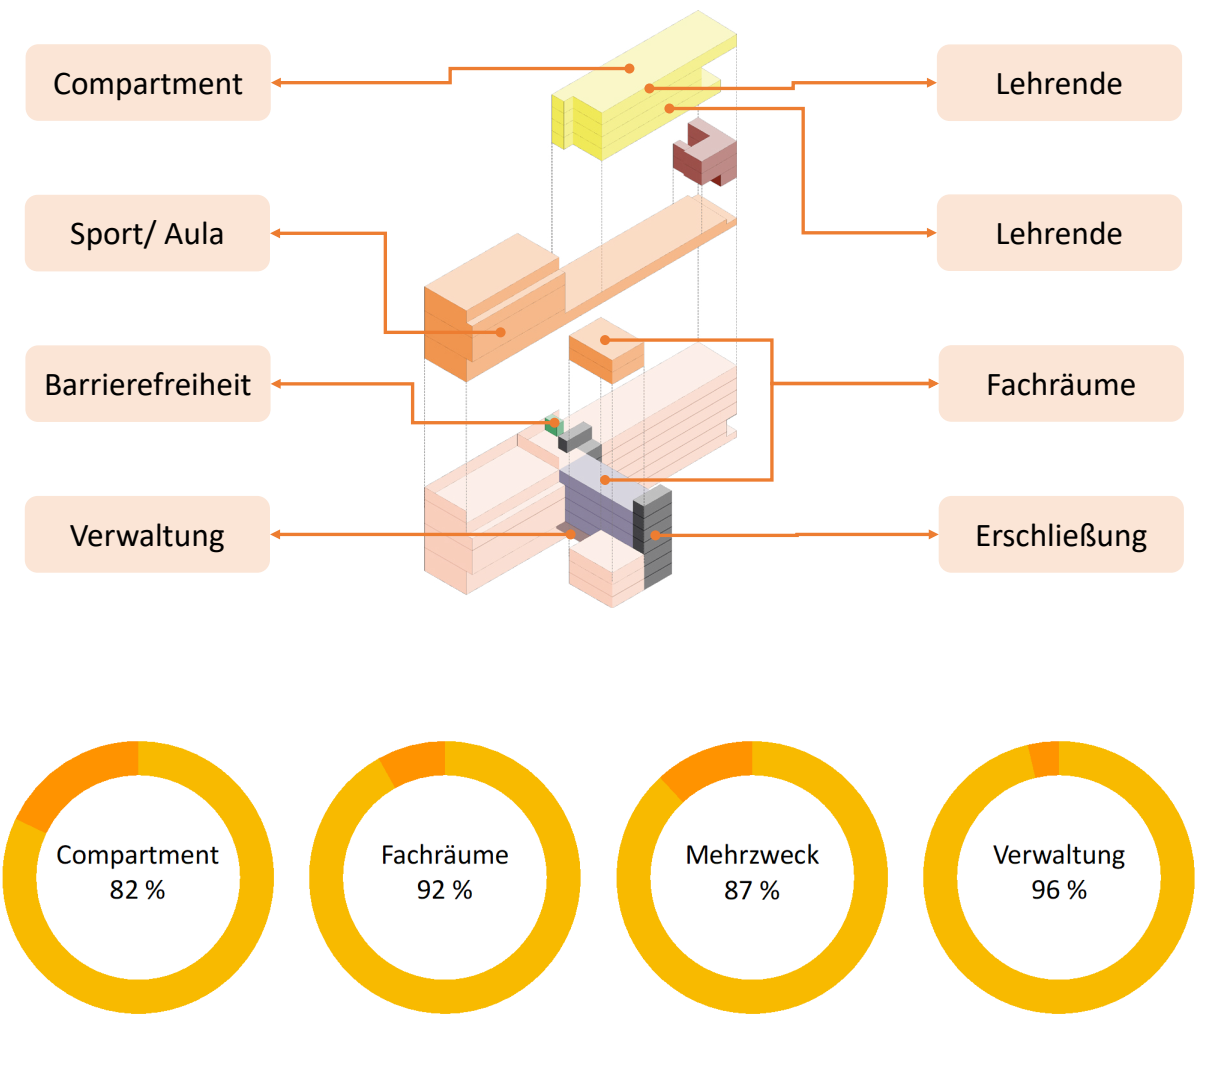 Compartment
Lehrende
Sport/ Aula
Lehrende
Barrierefreiheit
Fachräume
Verwaltung
Erschließung
Compartment
82 %
Fachräume
92 %
Mehrzweck
87 %
Verwaltung
96 %